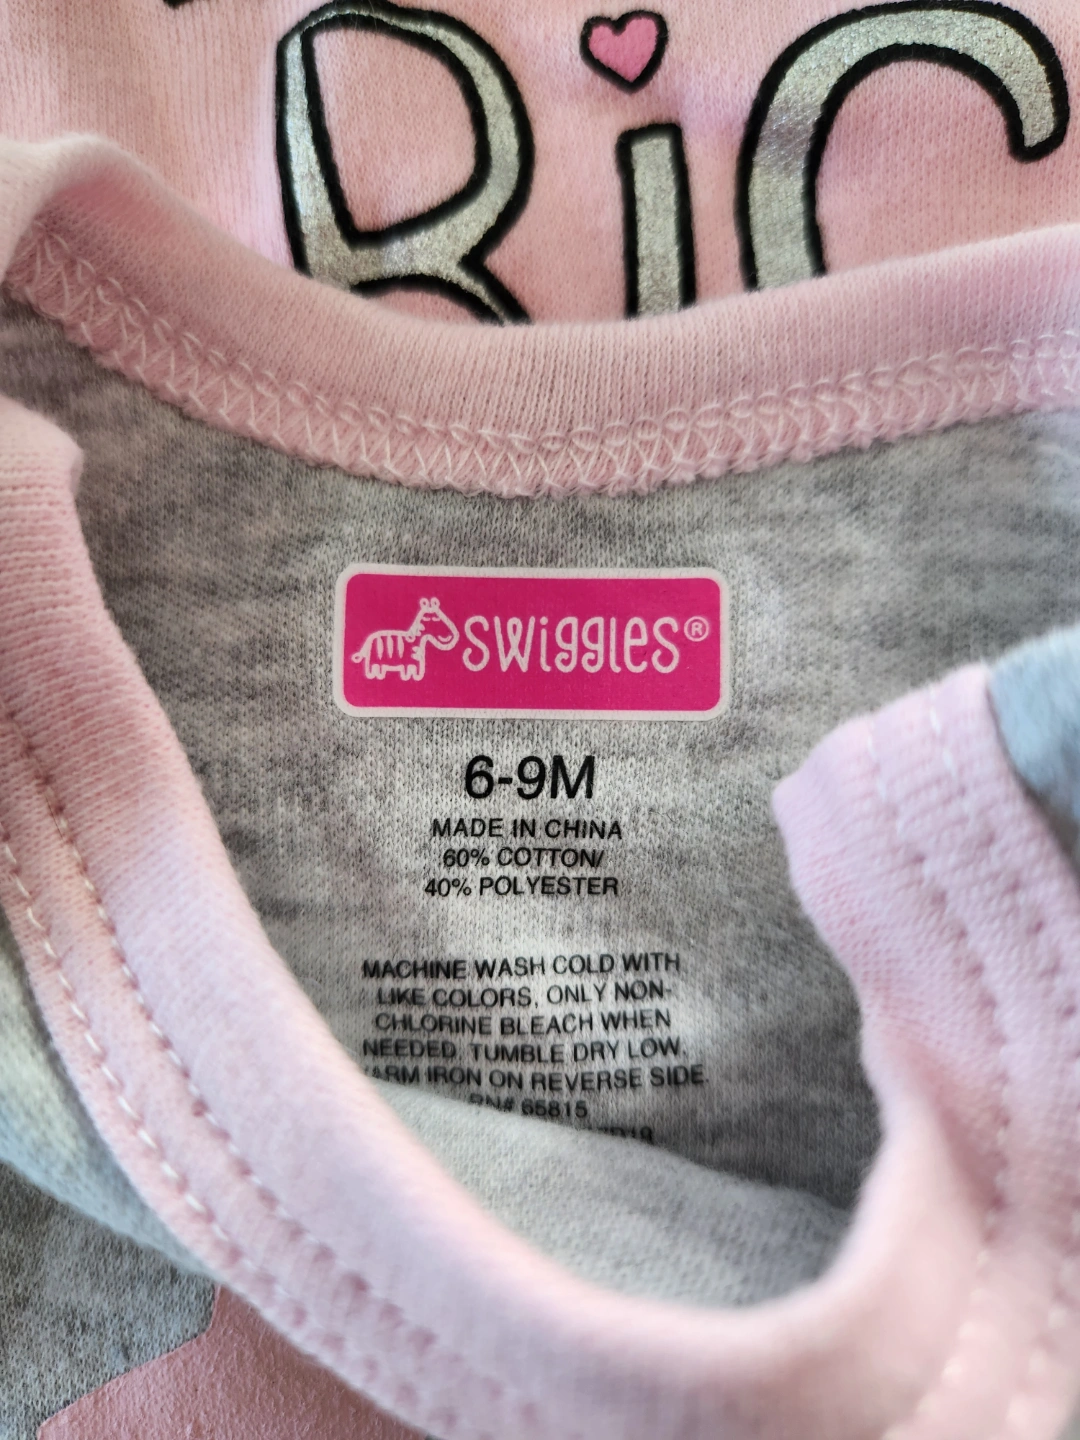 BiG
SWiGGLES®
6-9M
MADE IN CHINA
60% COTTON/
40% POLYESTER
MACHINE WASH COLD WITH
LIKE COLORS, ONLY NON-
CHLORINE BLEACH WHEN
NEEDED, TUMBLE DRY LOW,
IRON ON REVERSE SIDE.
RN# 65815